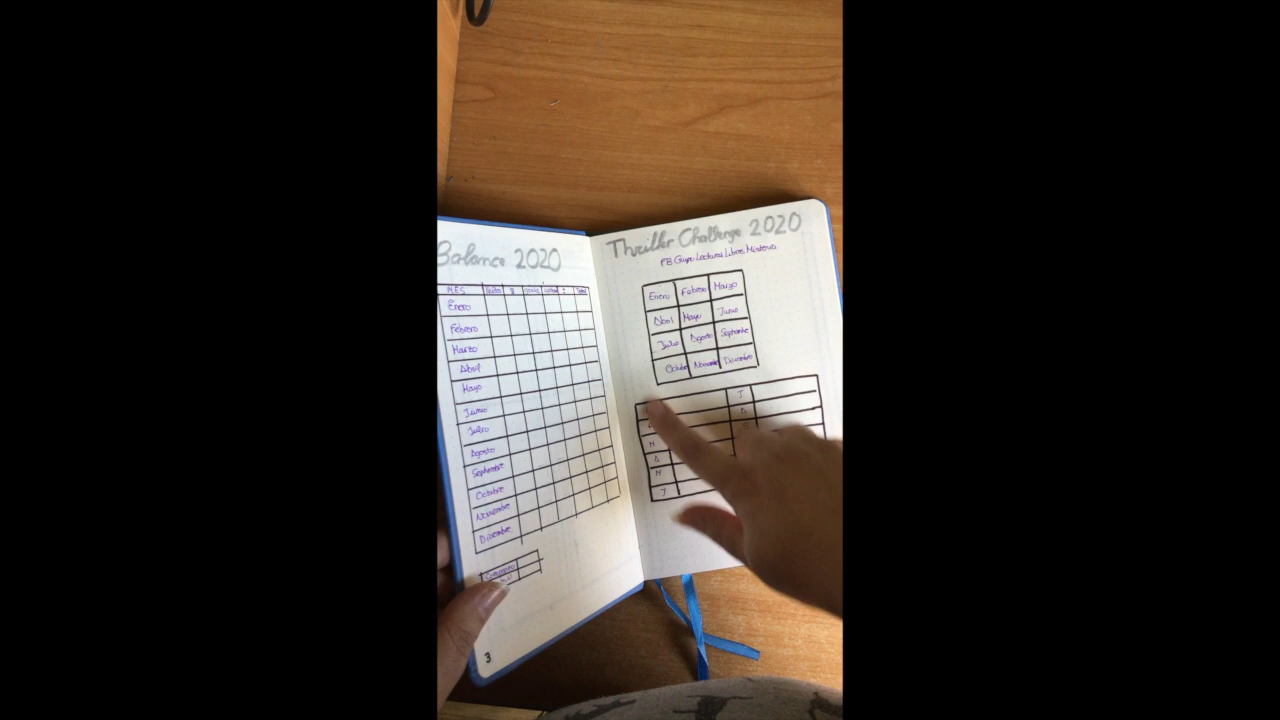 Balance 2020
MES
Enero
Febrero
Marzo
Abril
Mayo
Junio
Julio
Agosto
Septiembre
Octubre
Noviembre
Diciembre
3
Thriller Challenge 2020
FB Grupo Lectura Libre Misterio
Enero Febrero Marzo
Abril Mayo Junio
Julio Agosto Septiembre
Octubre Noviembre Diciembre
J
A
M
A
M
J